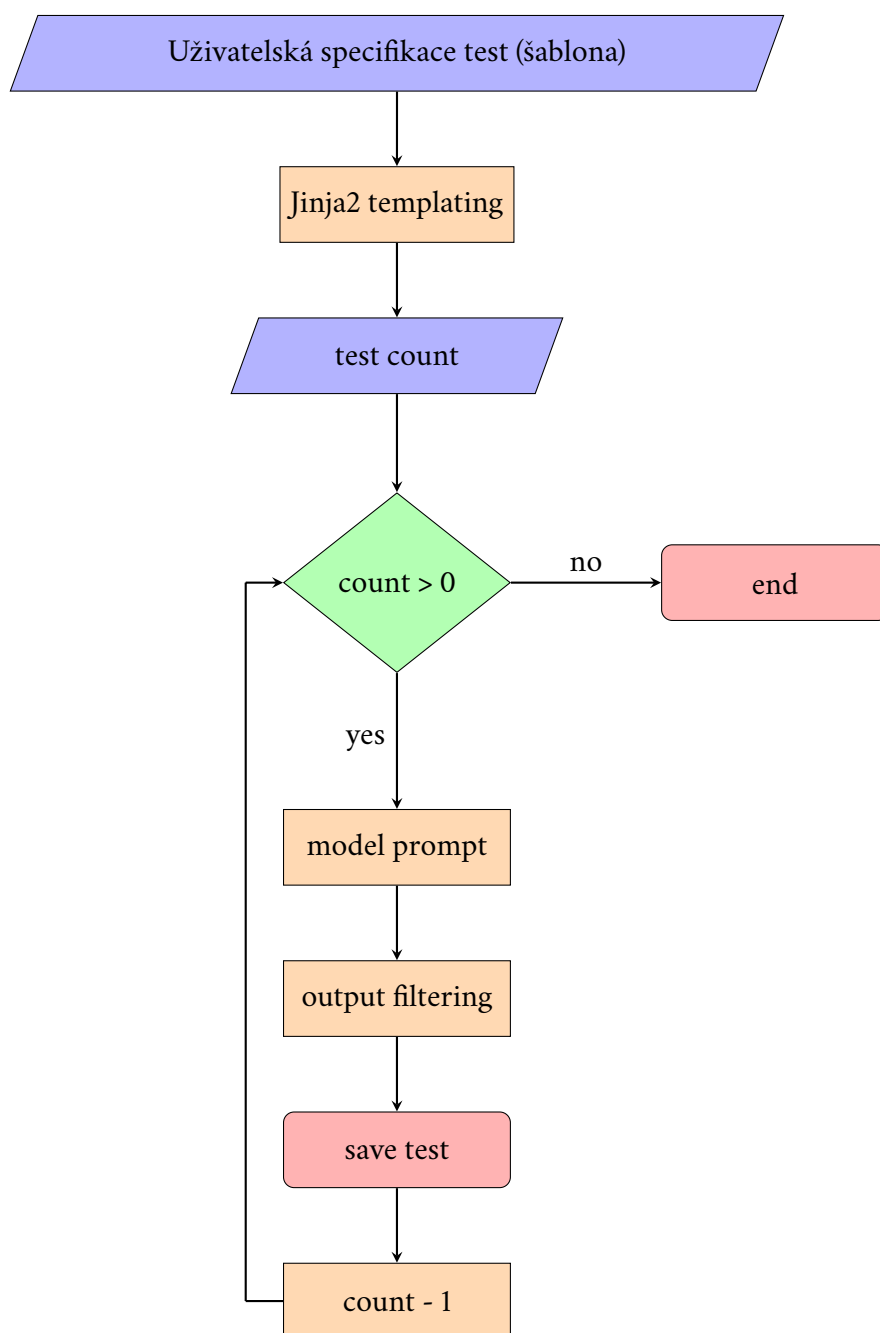 Uživatelská specifikace test (šablona)
Jinja2 templating
test count
count > 0
no
end
yes
model prompt
output filtering
save test
count - 1